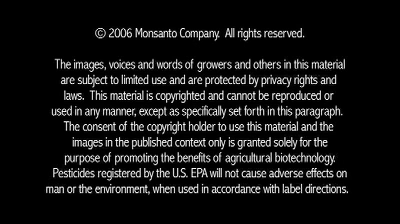 © 2006 Monsanto Company. All rights reserved.
The images, voices and words of growers and others in this material
are subject to limited use and are protected by privacy rights and
laws. This material is copyrighted and cannot be reproduced or
used in any manner, except as specifically set forth in this paragraph.
The consent of the copyright holder to use this material and the
images in the published context only is granted solely for the
purpose of promoting the benefits of agricultural biotechnology.
Pesticides registered by the U.S. EPA will not cause adverse effects on
man or the environment, when used in accordance with label directions.